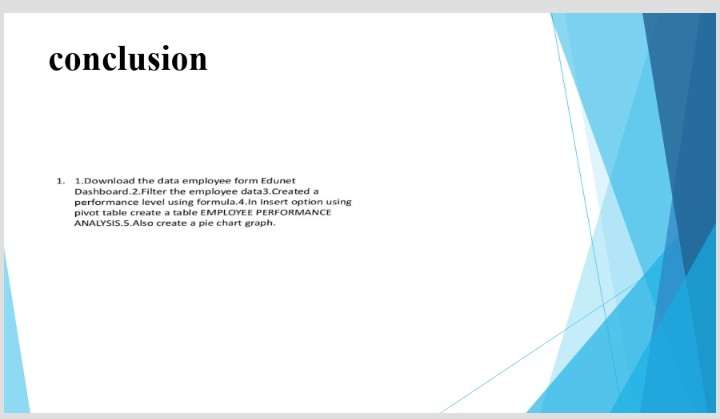 conclusion
1. 1.Download the data employee form Edunet
Dashboard.2.Filter the employee data3.Created a
performance level using formula.4.In Insert option using
pivot table create a table EMPLOYEE PERFORMANCE
ANALYSIS.5.Also create a pie chart graph.